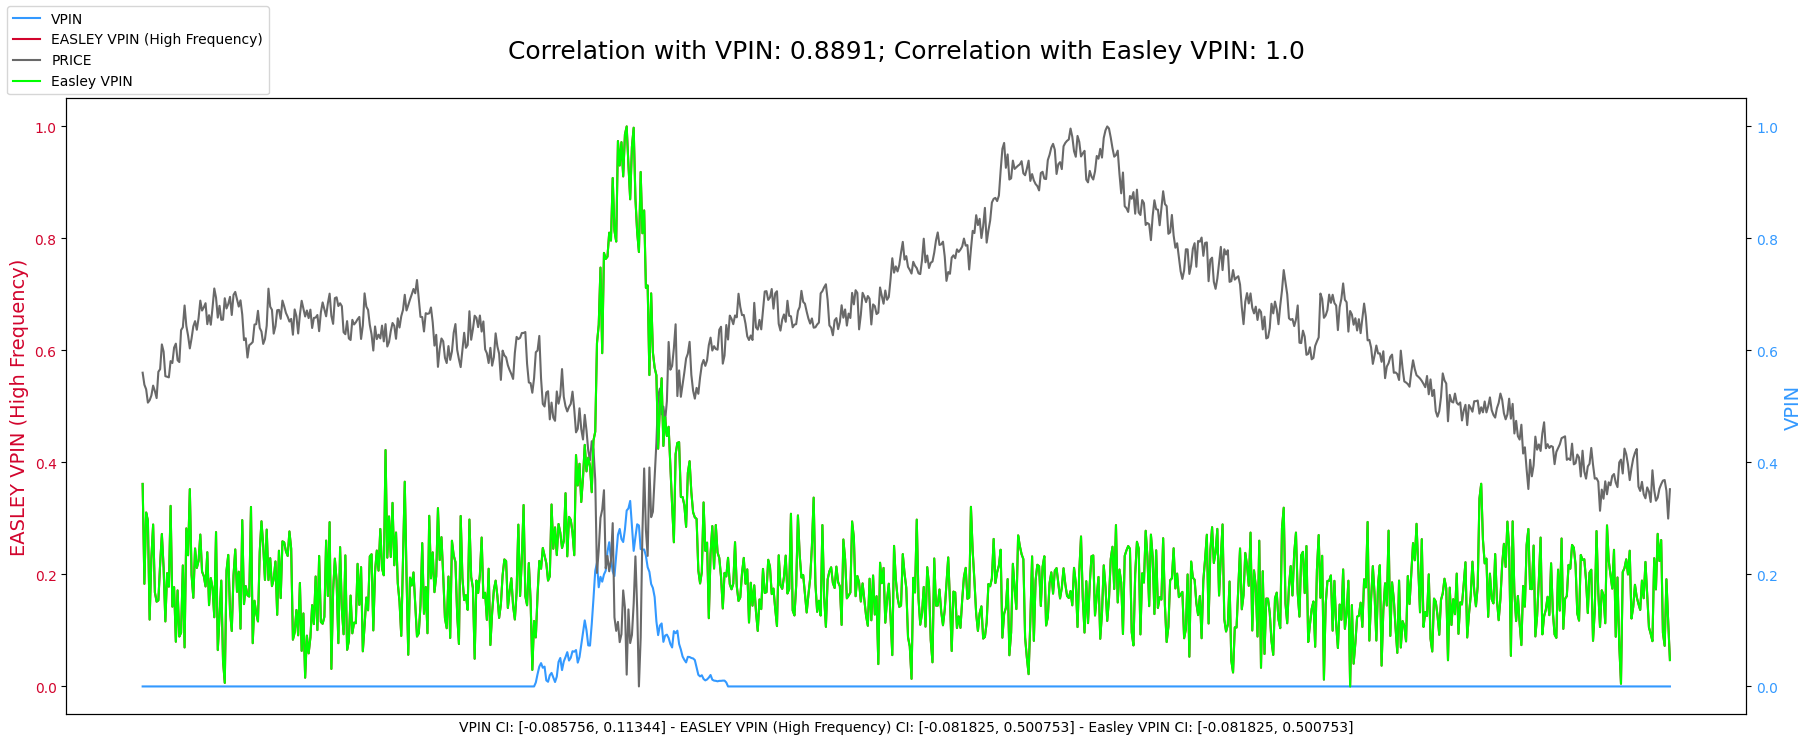 VPIN
EASLEY VPIN (High Frequency)
PRICE
Easley VPIN
Correlation with VPIN: 0.8891; Correlation with Easley VPIN: 1.0
EASLEY VPIN (High Frequency)
1.0
0.8
0.6
0.4
0.2
0.0
1.0
0.8
0.6
0.4
0.2
0.0
VPIN
VPIN CI: [-0.085756, 0.11344] - EASLEY VPIN (High Frequency) CI: [-0.081825, 0.500753] - Easley VPIN CI: [-0.081825, 0.500753]